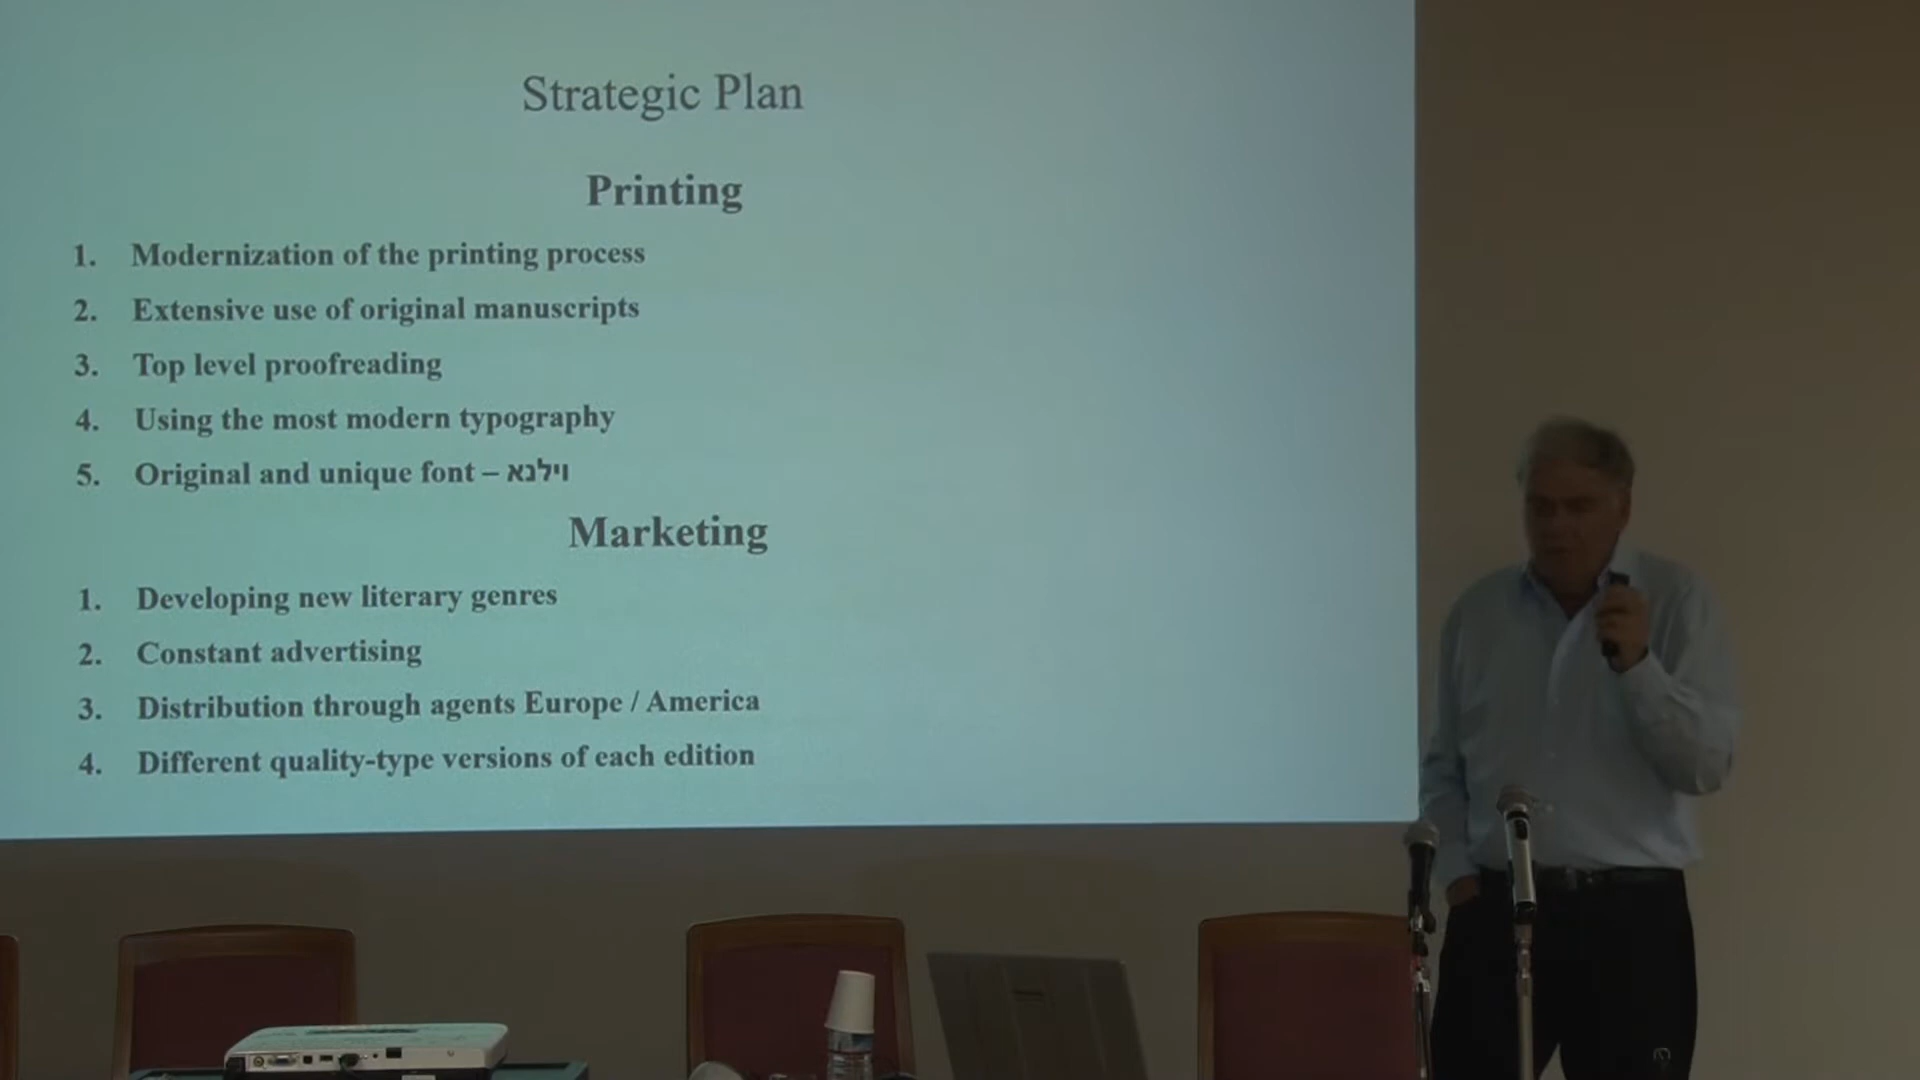 Strategic Plan
Printing
1. Modernization of the printing process
2. Extensive use of original manuscripts
3. Top level proofreading
4. Using the most modern typography
5. Original and unique font – ווילנא
Marketing
1. Developing new literary genres
2. Constant advertising
3. Distribution through agents Europe / America
4. Different quality-type versions of each edition